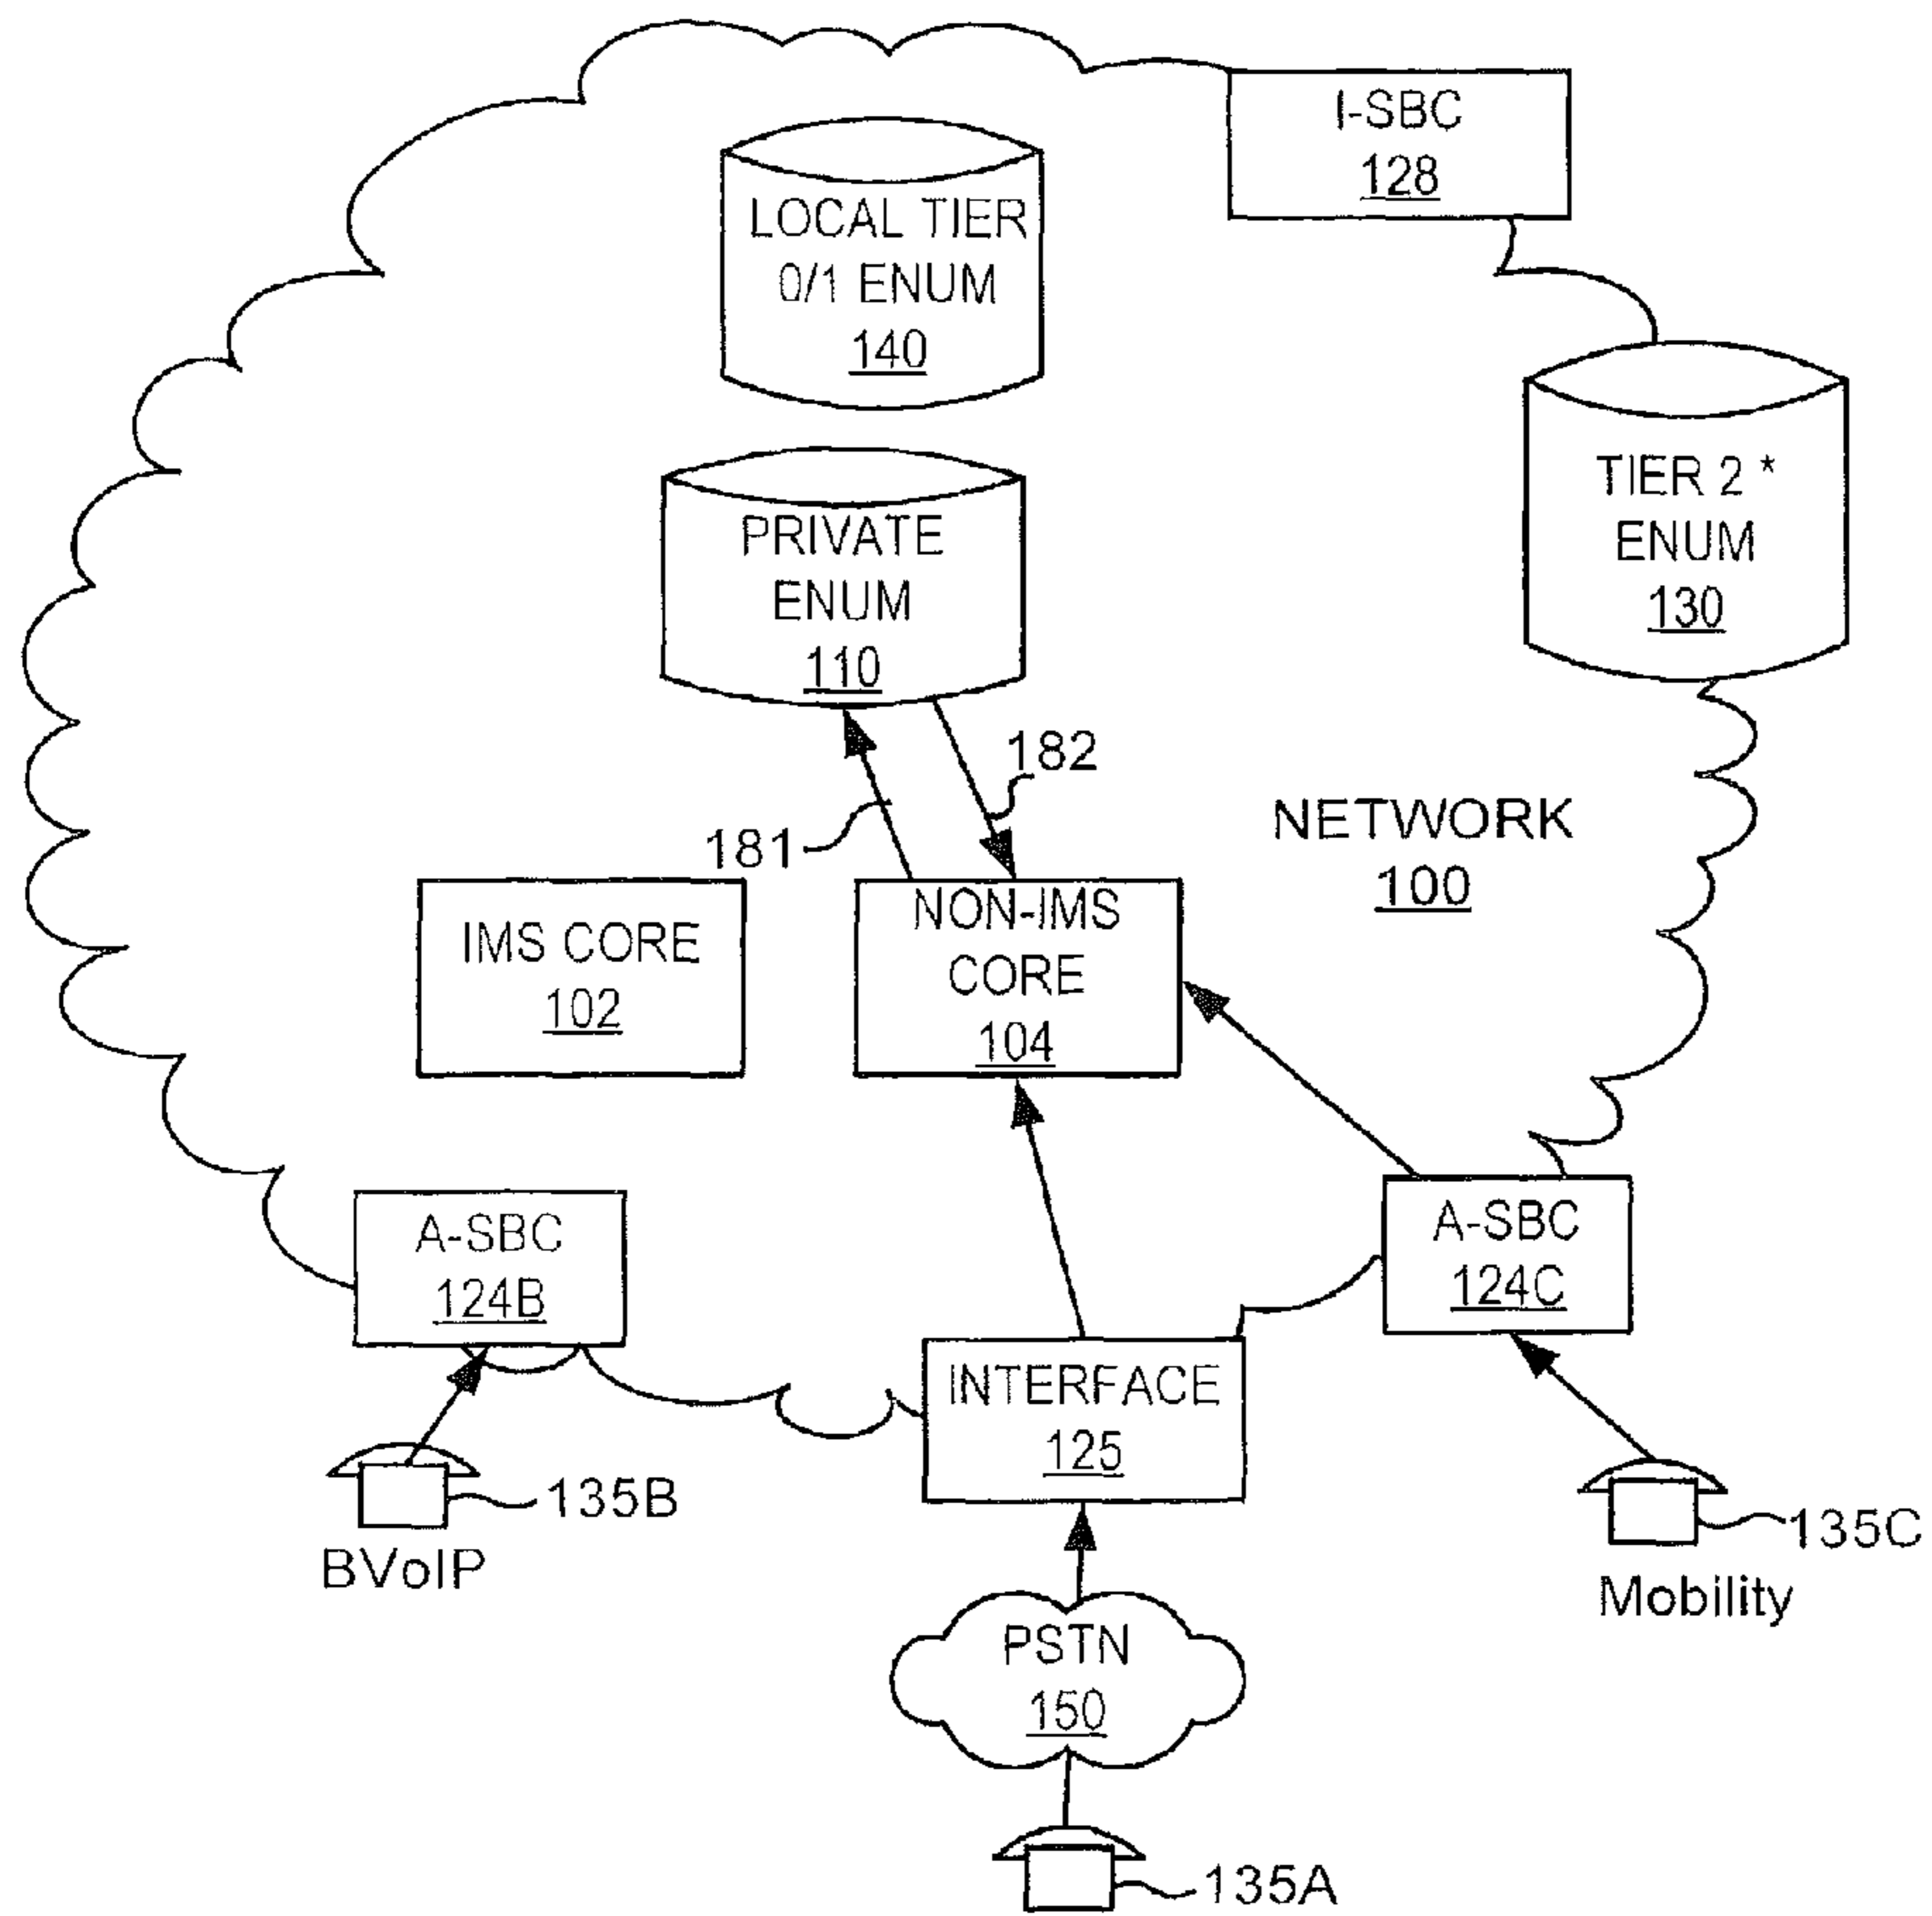 I-SBC
128
LOCAL TIER
0/1 ENUM
140
TIER 2 *
ENUM
130
PRIVATE
ENUM
110
182
181
NETWORK
100
IMS CORE
102
NON-IMS
CORE
104
A-SBC
124B
A-SBC
124C
INTERFACE
125
135B
BVoIP
135C
Mobility
PSTN
150
135A